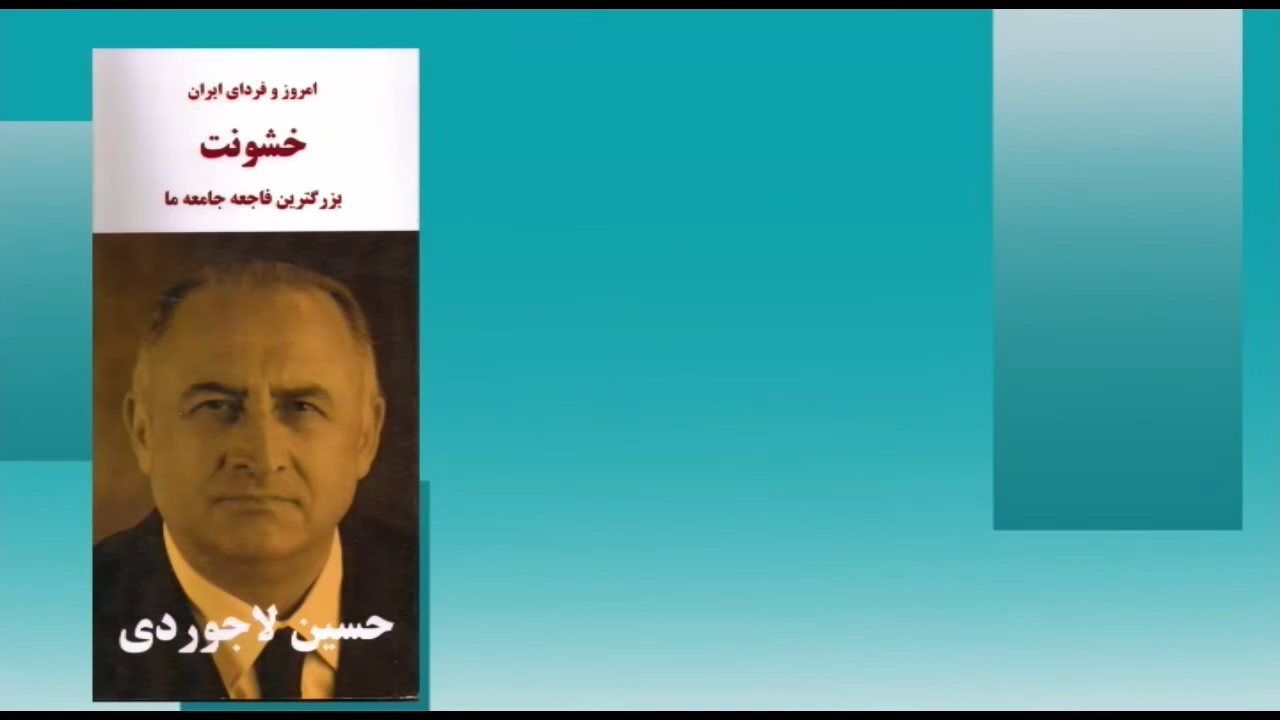 امروز و فردای ایران
خشونت
بزرگترین فاجعه جامعه ما
حسین لاجوردی